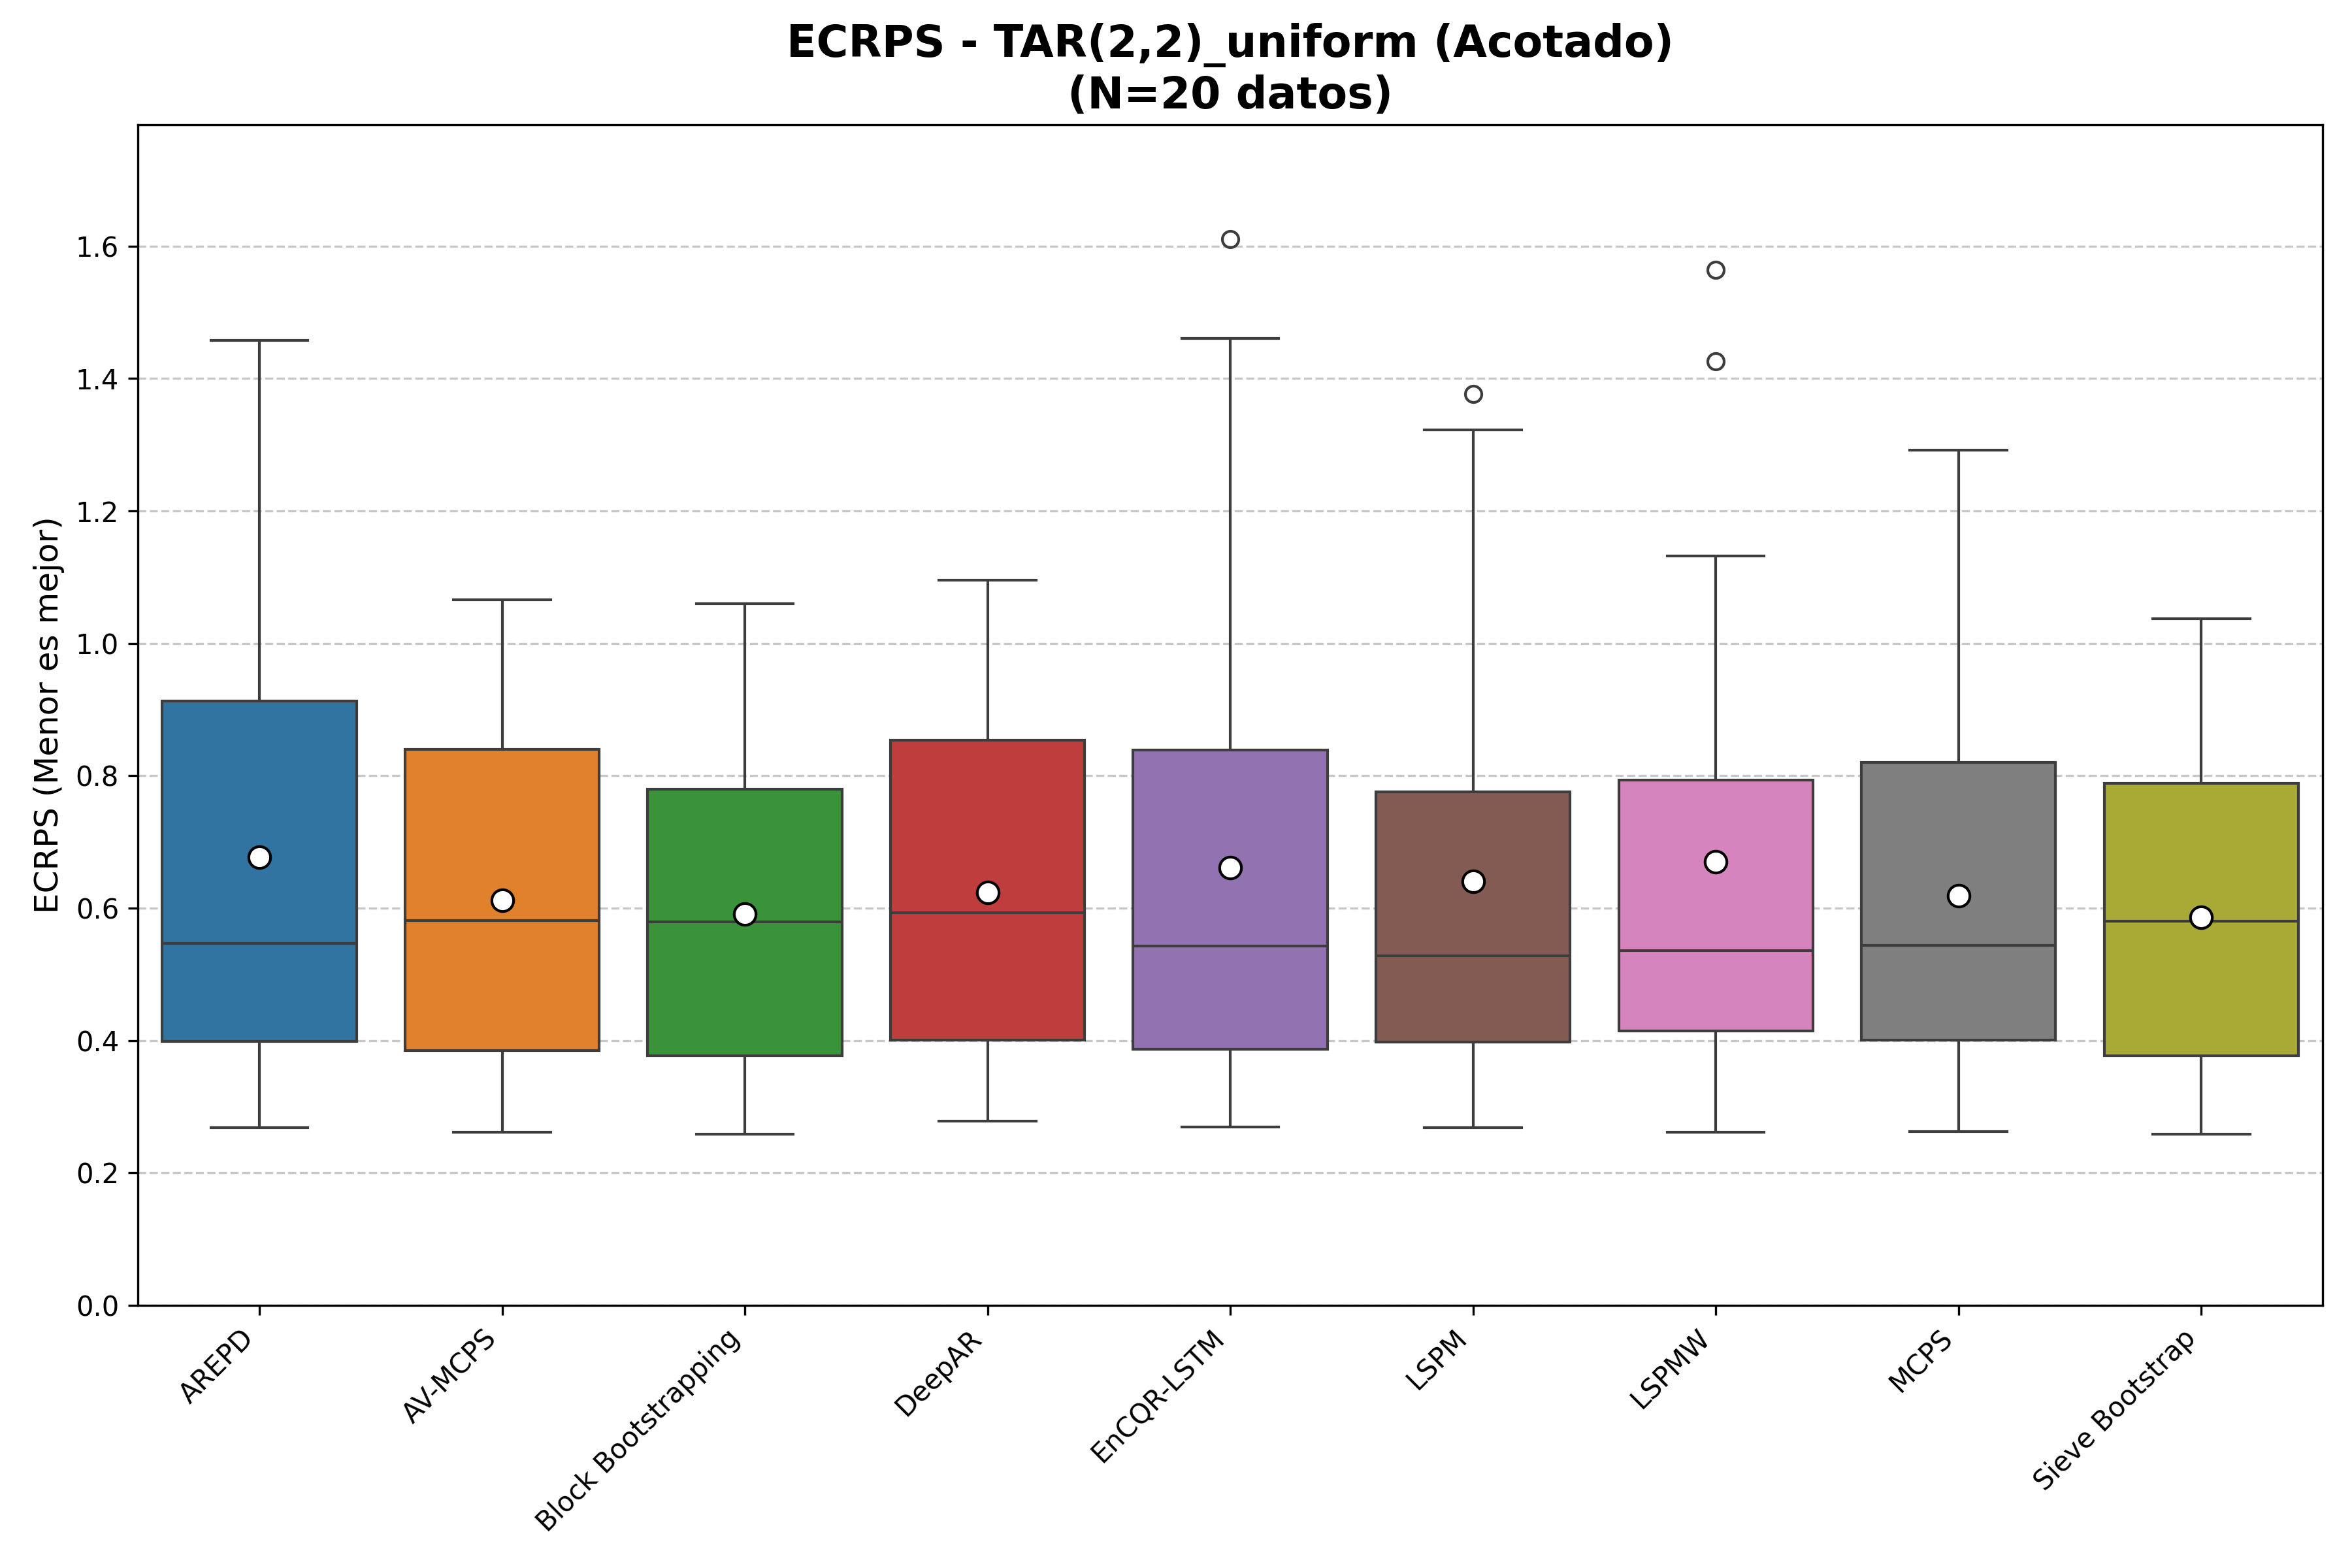 ECRPS - TAR(2,2)_uniform (Acotado)
(N=20 datos)
ECRPS (Menor es mejor)
1.6
1.4
1.2
1.0
0.8
0.6
0.4
0.2
0.0
AREPD
AV-MCPS
Block Bootstrapping
DeepAR
EnCQR-LSTM
LSPM
LSPMW
MCPS
Sieve Bootstrap